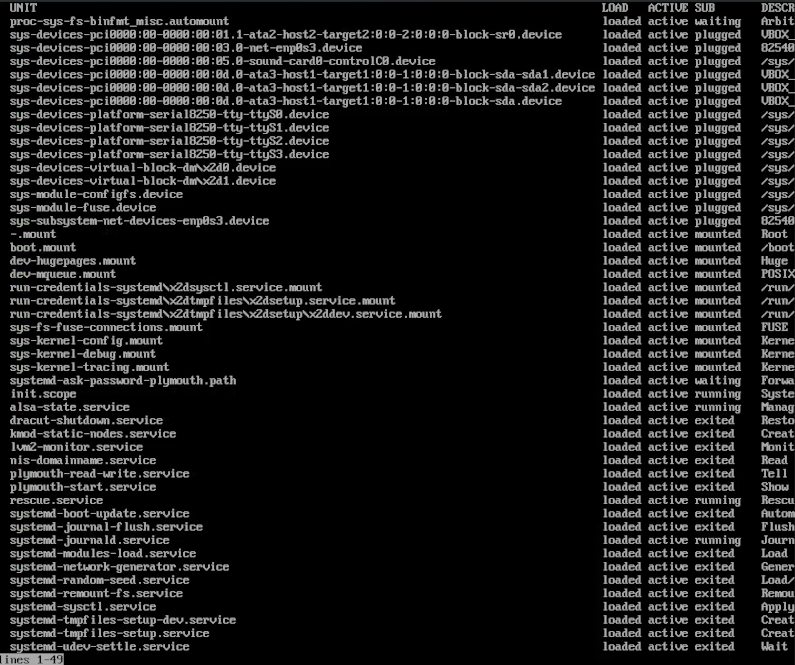 UNIT LOAD ACTIVE SUB DESCR
proc-sys-fs-binfmt_misc.automount loaded active waiting Arbit
sys-devices-pci0000:00-0000:00:01.1-ata2-host2-target2:0:0-2:0:0:0-block-sr0.device loaded active plugged VBOX_
sys-devices-pci0000:00-0000:00:03.0-net-enp0s3.device loaded active plugged 82540
sys-devices-pci0000:00-0000:00:05.0-sound-card0-controlC0.device loaded active plugged /sys/
sys-devices-pci0000:00-0000:00:0d.0-ata3-host1-target1:0:0-1:0:0:0-block-sda-sda1.device loaded active plugged VBOX_
sys-devices-pci0000:00-0000:00:0d.0-ata3-host1-target1:0:0-1:0:0:0-block-sda-sda2.device loaded active plugged VBOX_
sys-devices-pci0000:00-0000:00:0d.0-ata3-host1-target1:0:0-1:0:0:0-block-sda.device loaded active plugged VBOX_
sys-devices-platform-serial8250-tty-ttyS0.device loaded active plugged /sys/
sys-devices-platform-serial8250-tty-ttyS1.device loaded active plugged /sys/
sys-devices-platform-serial8250-tty-ttyS2.device loaded active plugged /sys/
sys-devices-platform-serial8250-tty-ttyS3.device loaded active plugged /sys/
sys-devices-virtual-block-dm\x2d0.device loaded active plugged /sys/
sys-devices-virtual-block-dm\x2d1.device loaded active plugged /sys/
sys-module-configfs.device loaded active plugged /sys/
sys-module-fuse.device loaded active plugged /sys/
sys-subsystem-net-devices-enp0s3.device loaded active plugged 82540
-.mount loaded active mounted Root
boot.mount loaded active mounted /boot
dev-hugepages.mount loaded active mounted Huge
dev-mqueue.mount loaded active mounted POSIX
run-credentials-systemd\x2dsysctl.service.mount loaded active mounted /run/
run-credentials-systemd\x2dtmpfiles\x2dsetup.service.mount loaded active mounted /run/
run-credentials-systemd\x2dtmpfiles\x2dsetup\x2ddev.service.mount loaded active mounted /run/
sys-fs-fuse-connections.mount loaded active mounted FUSE
sys-kernel-config.mount loaded active mounted Kerne
sys-kernel-debug.mount loaded active mounted Kerne
sys-kernel-tracing.mount loaded active mounted Kerne
systemd-ask-password-plymouth.path loaded active waiting Forwa
init.scope loaded active running Syste
alsa-state.service loaded active running Manag
dracut-shutdown.service loaded active exited Resto
kmod-static-nodes.service loaded active exited Creat
lvm2-monitor.service loaded active exited Monit
nis-domainname.service loaded active exited Read
plymouth-read-write.service loaded active exited Tell
plymouth-start.service loaded active exited Show
rescue.service loaded active running Rescu
systemd-boot-update.service loaded active exited Autom
systemd-journal-flush.service loaded active exited Flush
systemd-journald.service loaded active running Journ
systemd-modules-load.service loaded active exited Load
systemd-network-generator.service loaded active exited Gener
systemd-random-seed.service loaded active exited Load/
systemd-remount-fs.service loaded active exited Remou
systemd-sysctl.service loaded active exited Apply
systemd-tmpfiles-setup-dev.service loaded active exited Creat
systemd-tmpfiles-setup.service loaded active exited Creat
systemd-udev-settle.service loaded active exited Wait
lines 1-49